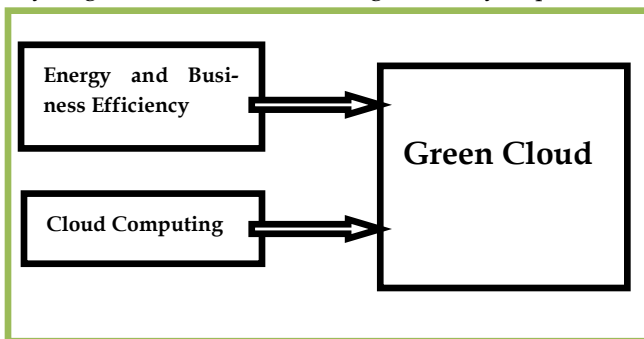 Energy and Busi-
ness Efficiency
Green Cloud
Cloud Computing